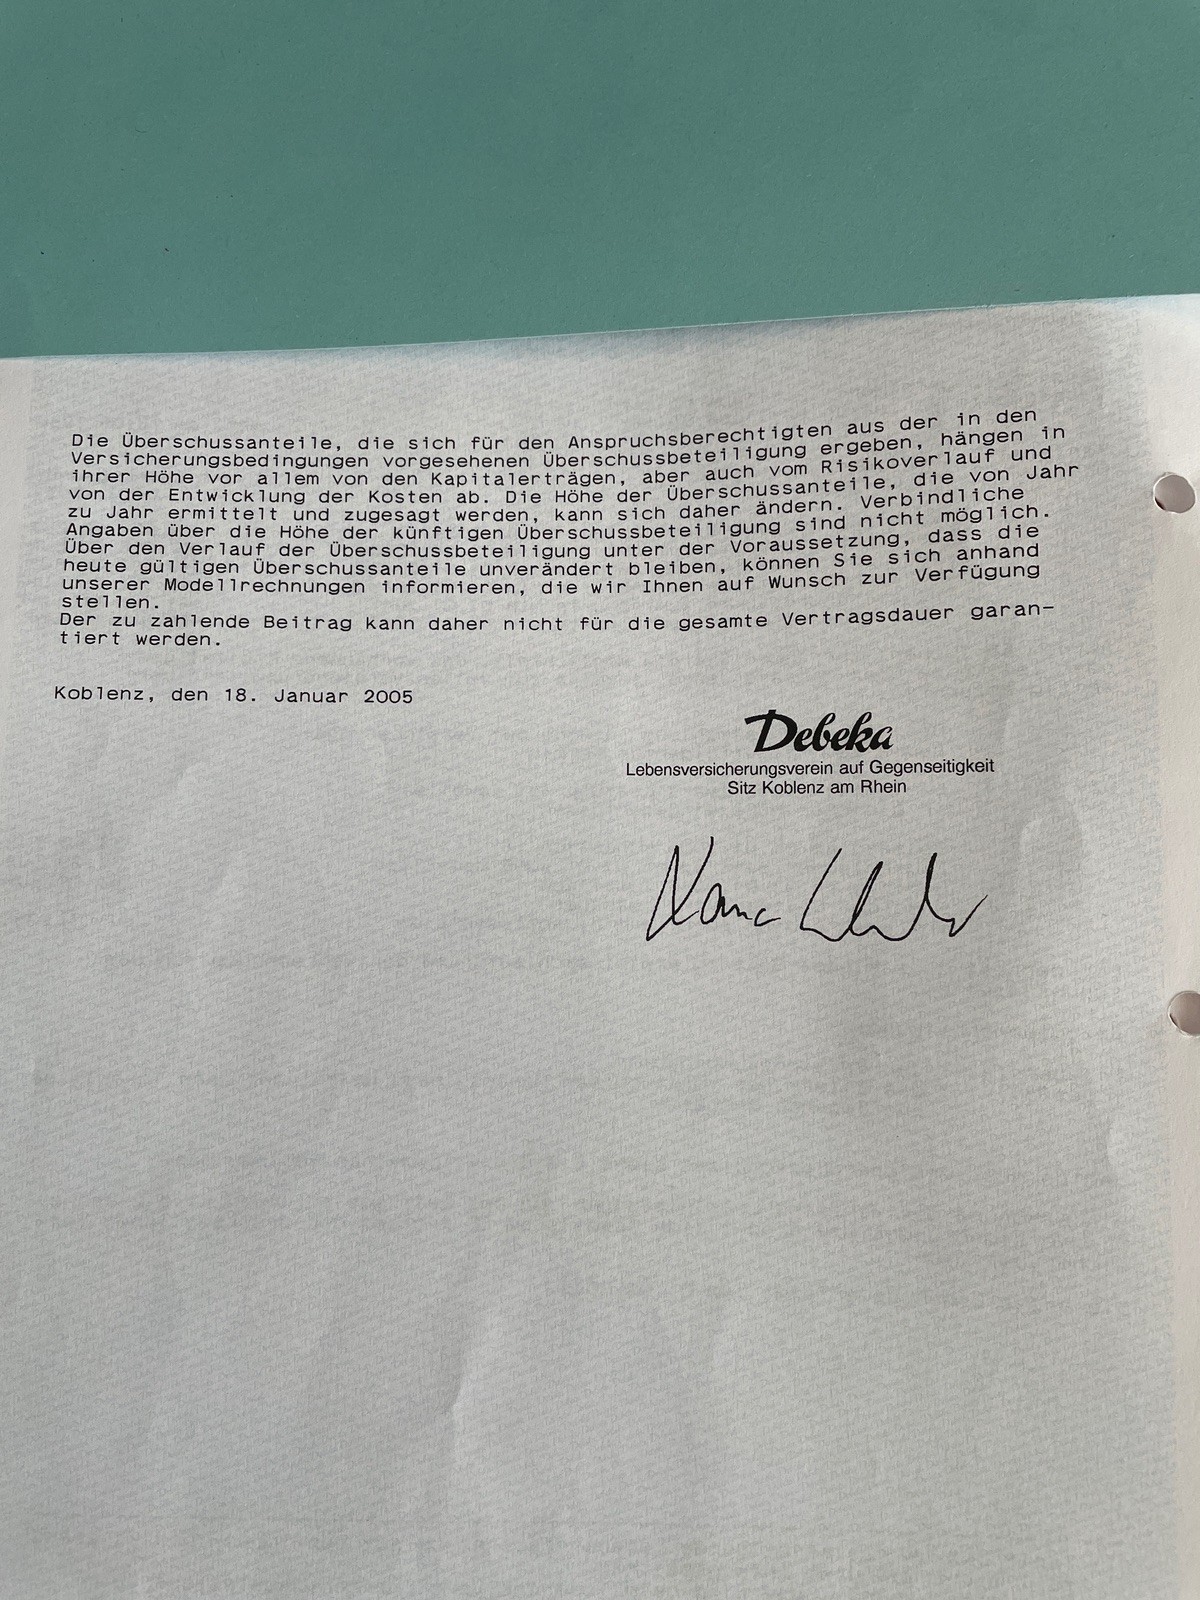 Die Überschussanteile, die sich für den Anspruchsberechtigten aus der in den
Versicherungsbedingungen vorgesehenen Überschussbeteiligung ergeben, hängen in
ihrer Höhe vor allem von den Kapitalerträgen, aber auch vom Risikoverlauf und
von der Entwicklung der Kosten ab. Die Höhe der Überschussanteile, die von Jahr
zu Jahr ermittelt und zugesagt werden, kann sich daher ändern. Verbindliche
Angaben über die Höhe der künftigen Überschussbeteiligung sind nicht möglich.
Über den Verlauf der Überschussbeteiligung unter der Voraussetzung, dass die
heute gültigen Überschussanteile unverändert bleiben, können Sie sich anhand
unserer Modellrechnungen informieren, die wir Ihnen auf Wunsch zur Verfügung
stellen.
Der zu zahlende Beitrag kann daher nicht für die gesamte Vertragsdauer garan-
tiert werden.
Koblenz, den 18. Januar 2005
Debeka
Lebensversicherungsverein auf Gegenseitigkeit
Sitz Koblenz am Rhein